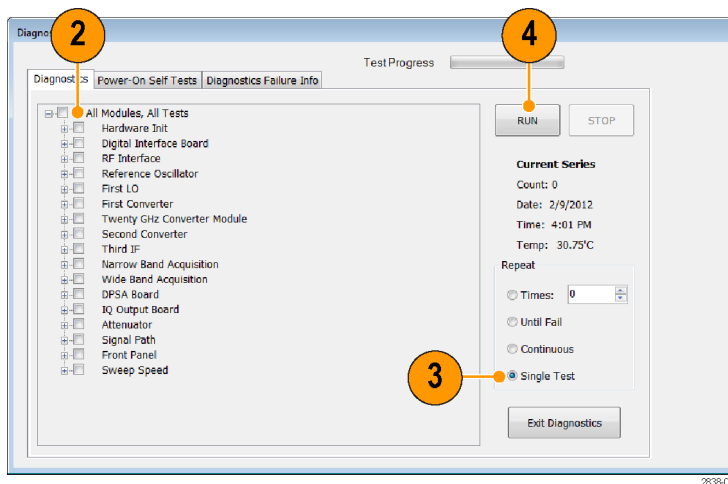 Diagnos
2
4
Test Progress
Diagnostics Power-On Self Tests Diagnostics Failure Info
All Modules, All Tests
Hardware Init
Digital Interface Board
RF Interface
Reference Oscillator
First LO
First Converter
Twenty GHz Converter Module
Second Converter
Third IF
Narrow Band Acquisition
Wide Band Acquisition
DPSA Board
IQ Output Board
Attenuator
Signal Path
Front Panel
Sweep Speed
RUN STOP
Current Series
Count: 0
Date: 2/9/2012
Time: 4:01 PM
Temp: 30.75'C
Repeat
Times: 0
Until Fail
Continuous
3
Single Test
Exit Diagnostics